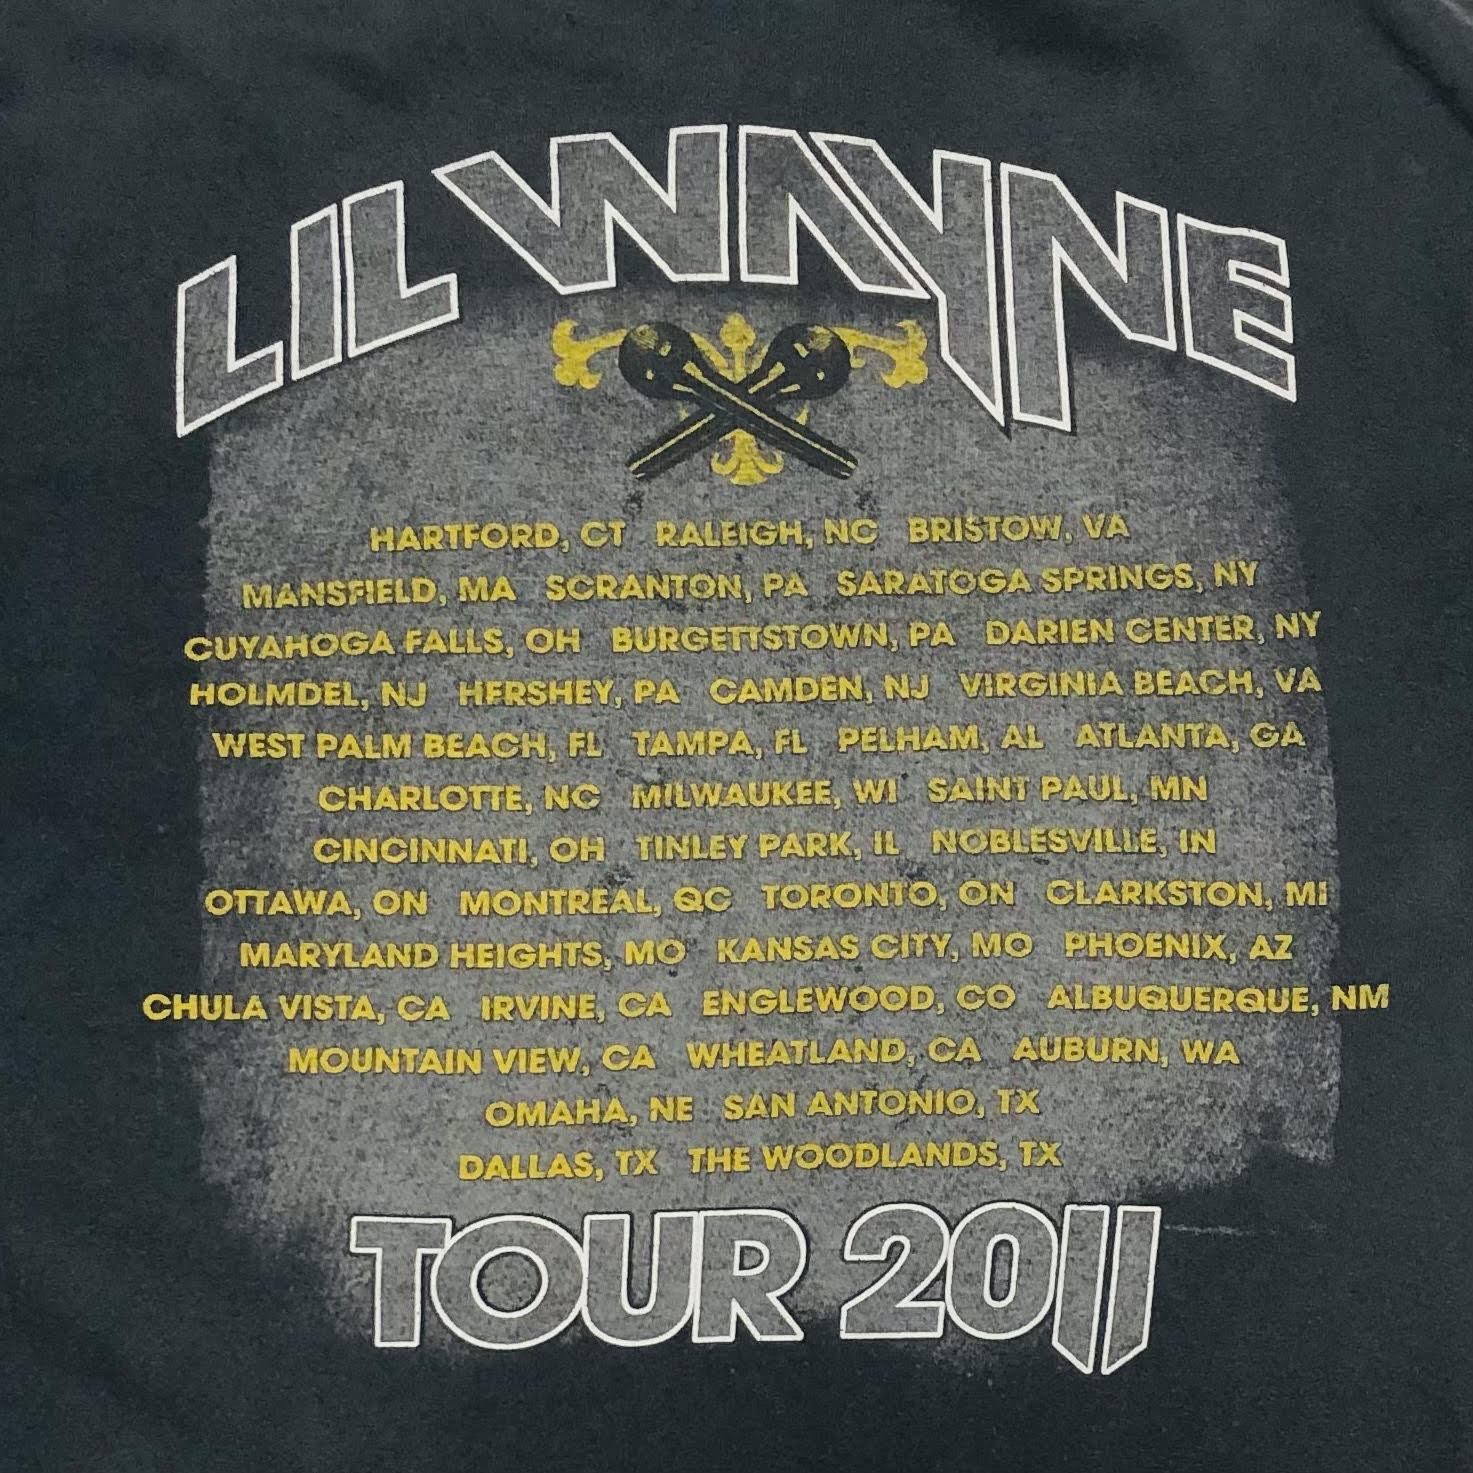 LIL WAYNE
HARTFORD, CT RALEIGH, NC BRISTOW, VA
MANSFIELD, MA SCRANTON, PA SARATOGA SPRINGS, NY
CUYAHOGA FALLS, OH BURGETTSTOWN, PA DARIEN CENTER, NY
HOLMDEL, NJ HERSHEY, PA CAMDEN, NJ VIRGINIA BEACH, VA
WEST PALM BEACH, FL TAMPA, FL PELHAM, AL ATLANTA, GA
CHARLOTTE, NC MILWAUKEE, WI SAINT PAUL, MN
CINCINNATI, OH TINLEY PARK, IL NOBLESVILLE, IN
OTTAWA, ON MONTREAL, QC TORONTO, ON CLARKSTON, MI
MARYLAND HEIGHTS, MO KANSAS CITY, MO PHOENIX, AZ
CHULA VISTA, CA IRVINE, CA ENGLEWOOD, CO ALBUQUERQUE, NM
MOUNTAIN VIEW, CA WHEATLAND, CA AUBURN, WA
OMAHA, NE SAN ANTONIO, TX
DALLAS, TX THE WOODLANDS, TX
TOUR 2011